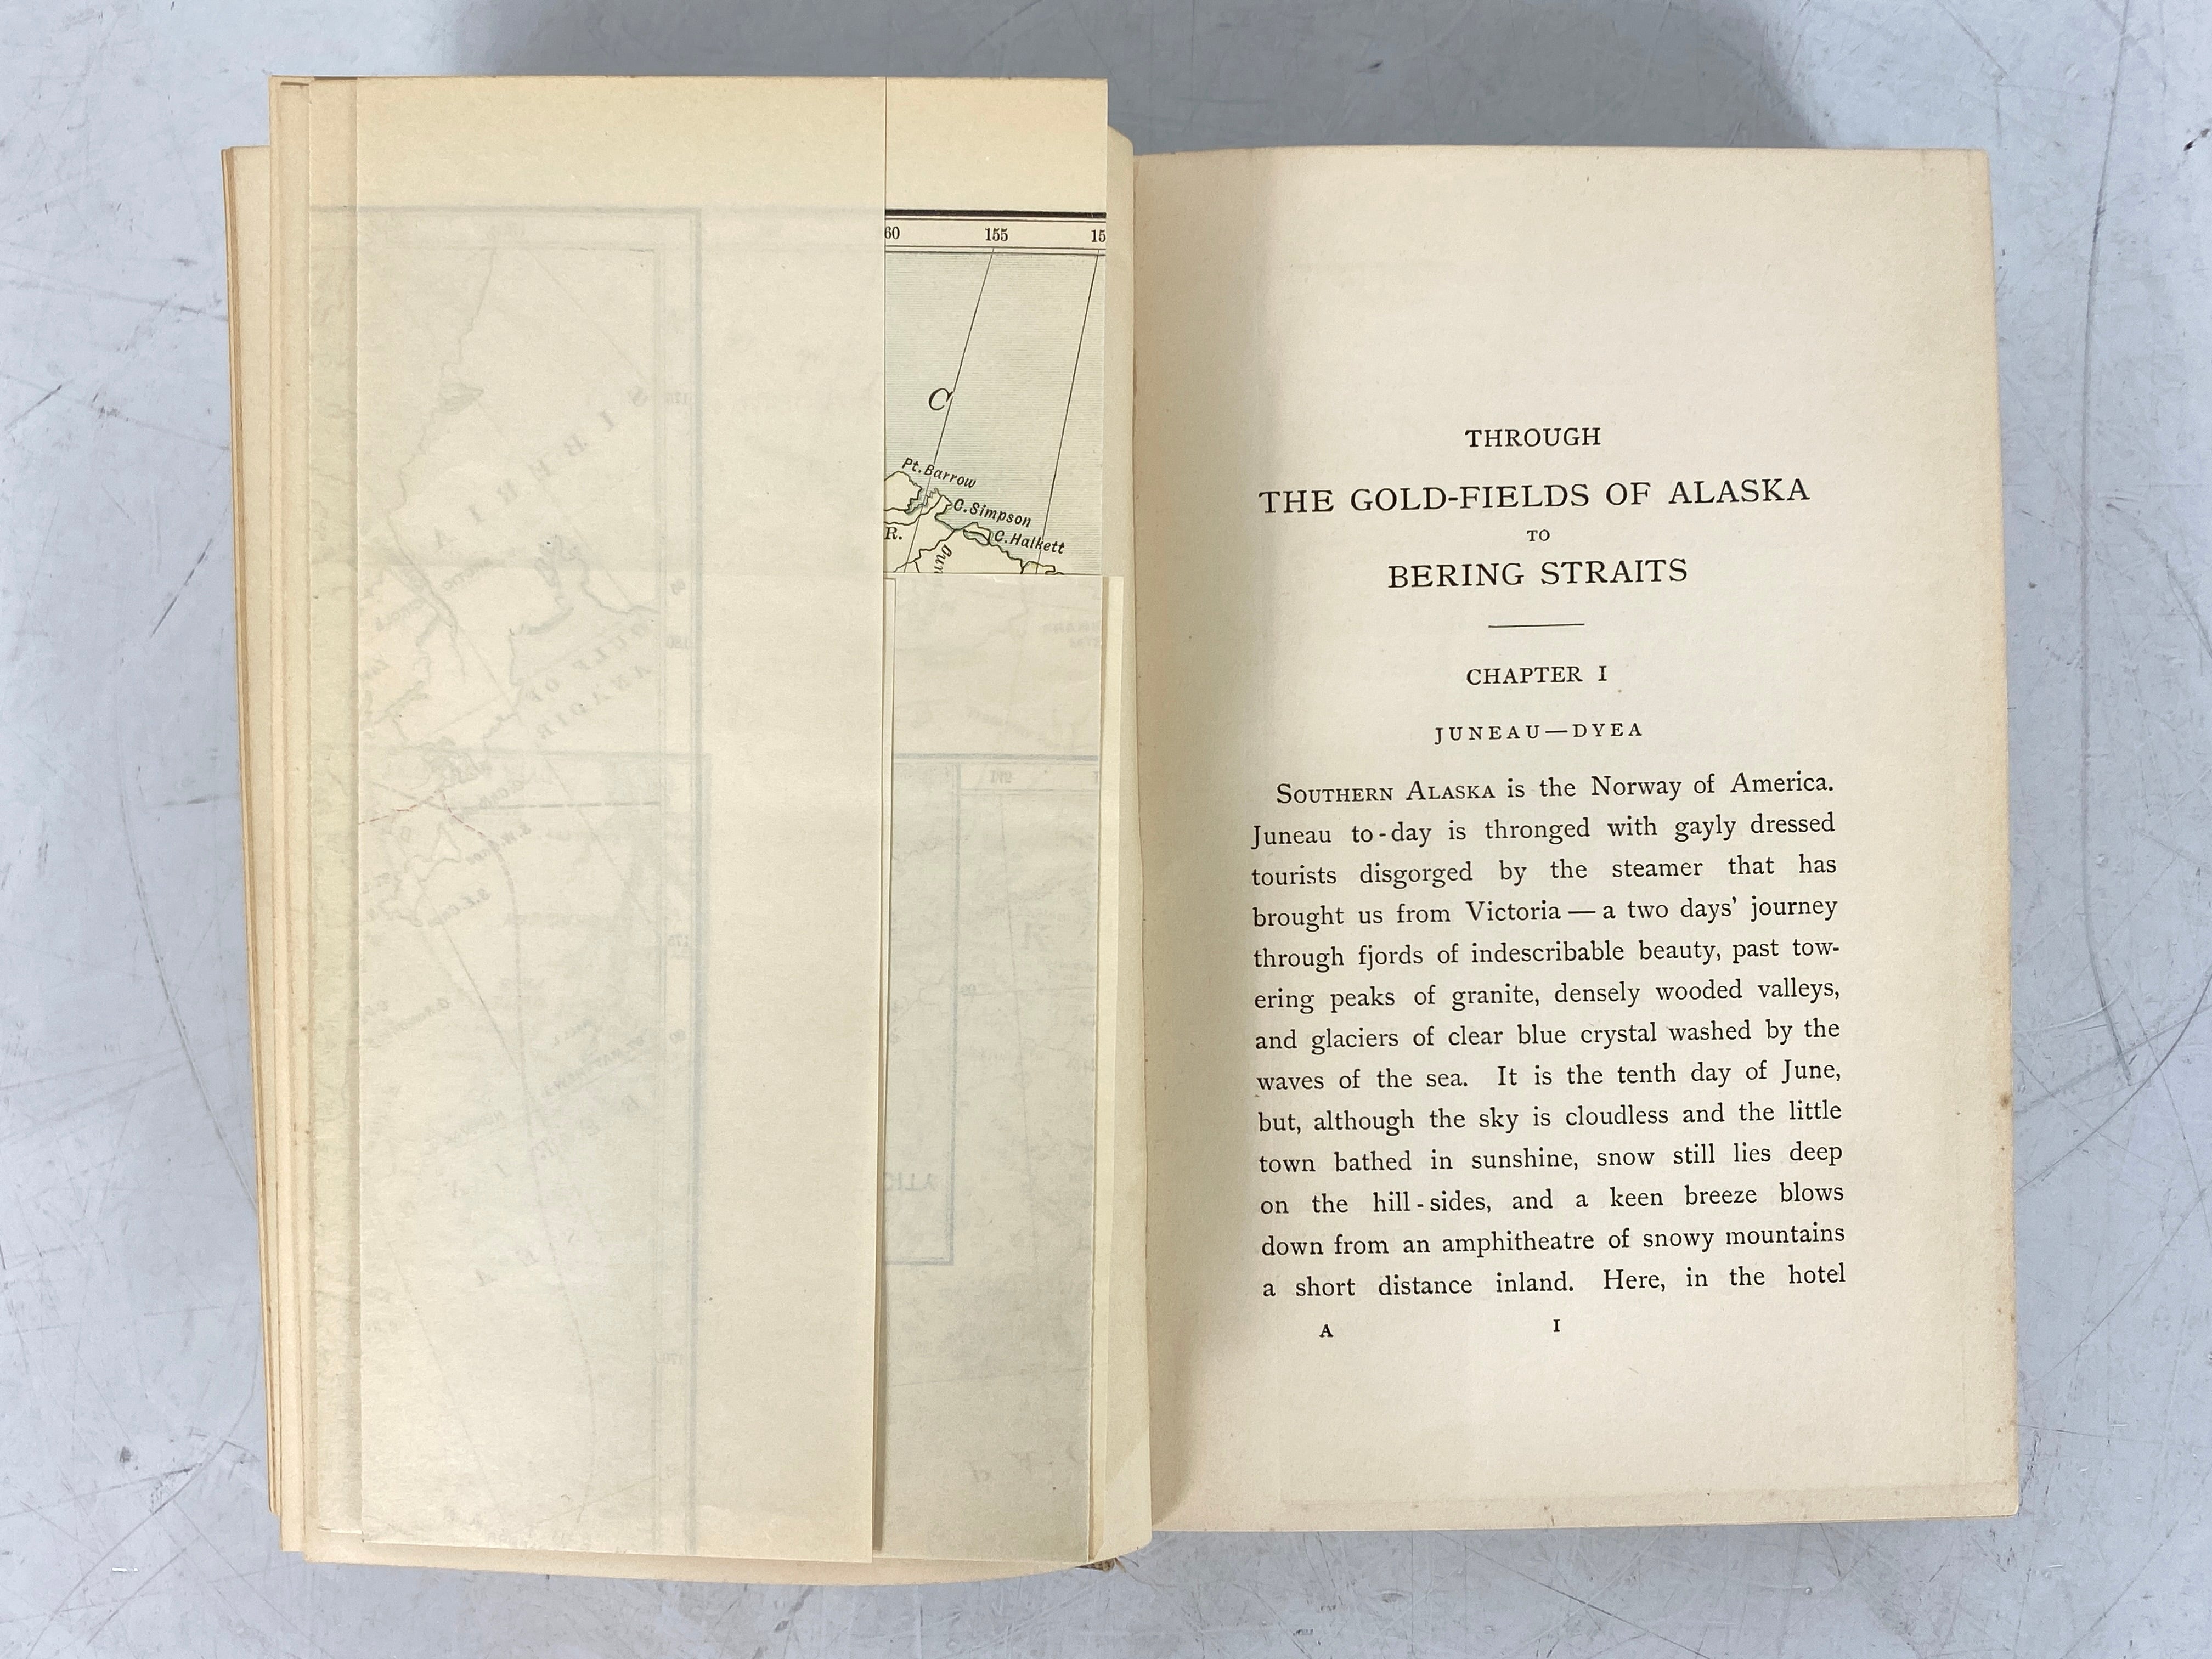 60 155 15
C
Pt. Barrow
C. Simpson
C. Halkett
R.
THROUGH
THE GOLD-FIELDS OF ALASKA
TO
BERING STRAITS
CHAPTER I
JUNEAU—DYEA
SOUTHERN ALASKA is the Norway of America.
Juneau to-day is thronged with gayly dressed
tourists disgorged by the steamer that has
brought us from Victoria — a two days' journey
through fjords of indescribable beauty, past tow-
ering peaks of granite, densely wooded valleys,
and glaciers of clear blue crystal washed by the
waves of the sea. It is the tenth day of June,
but, although the sky is cloudless and the little
town bathed in sunshine, snow still lies deep
on the hill-sides, and a keen breeze blows
down from an amphitheatre of snowy mountains
a short distance inland. Here, in the hotel
A 1